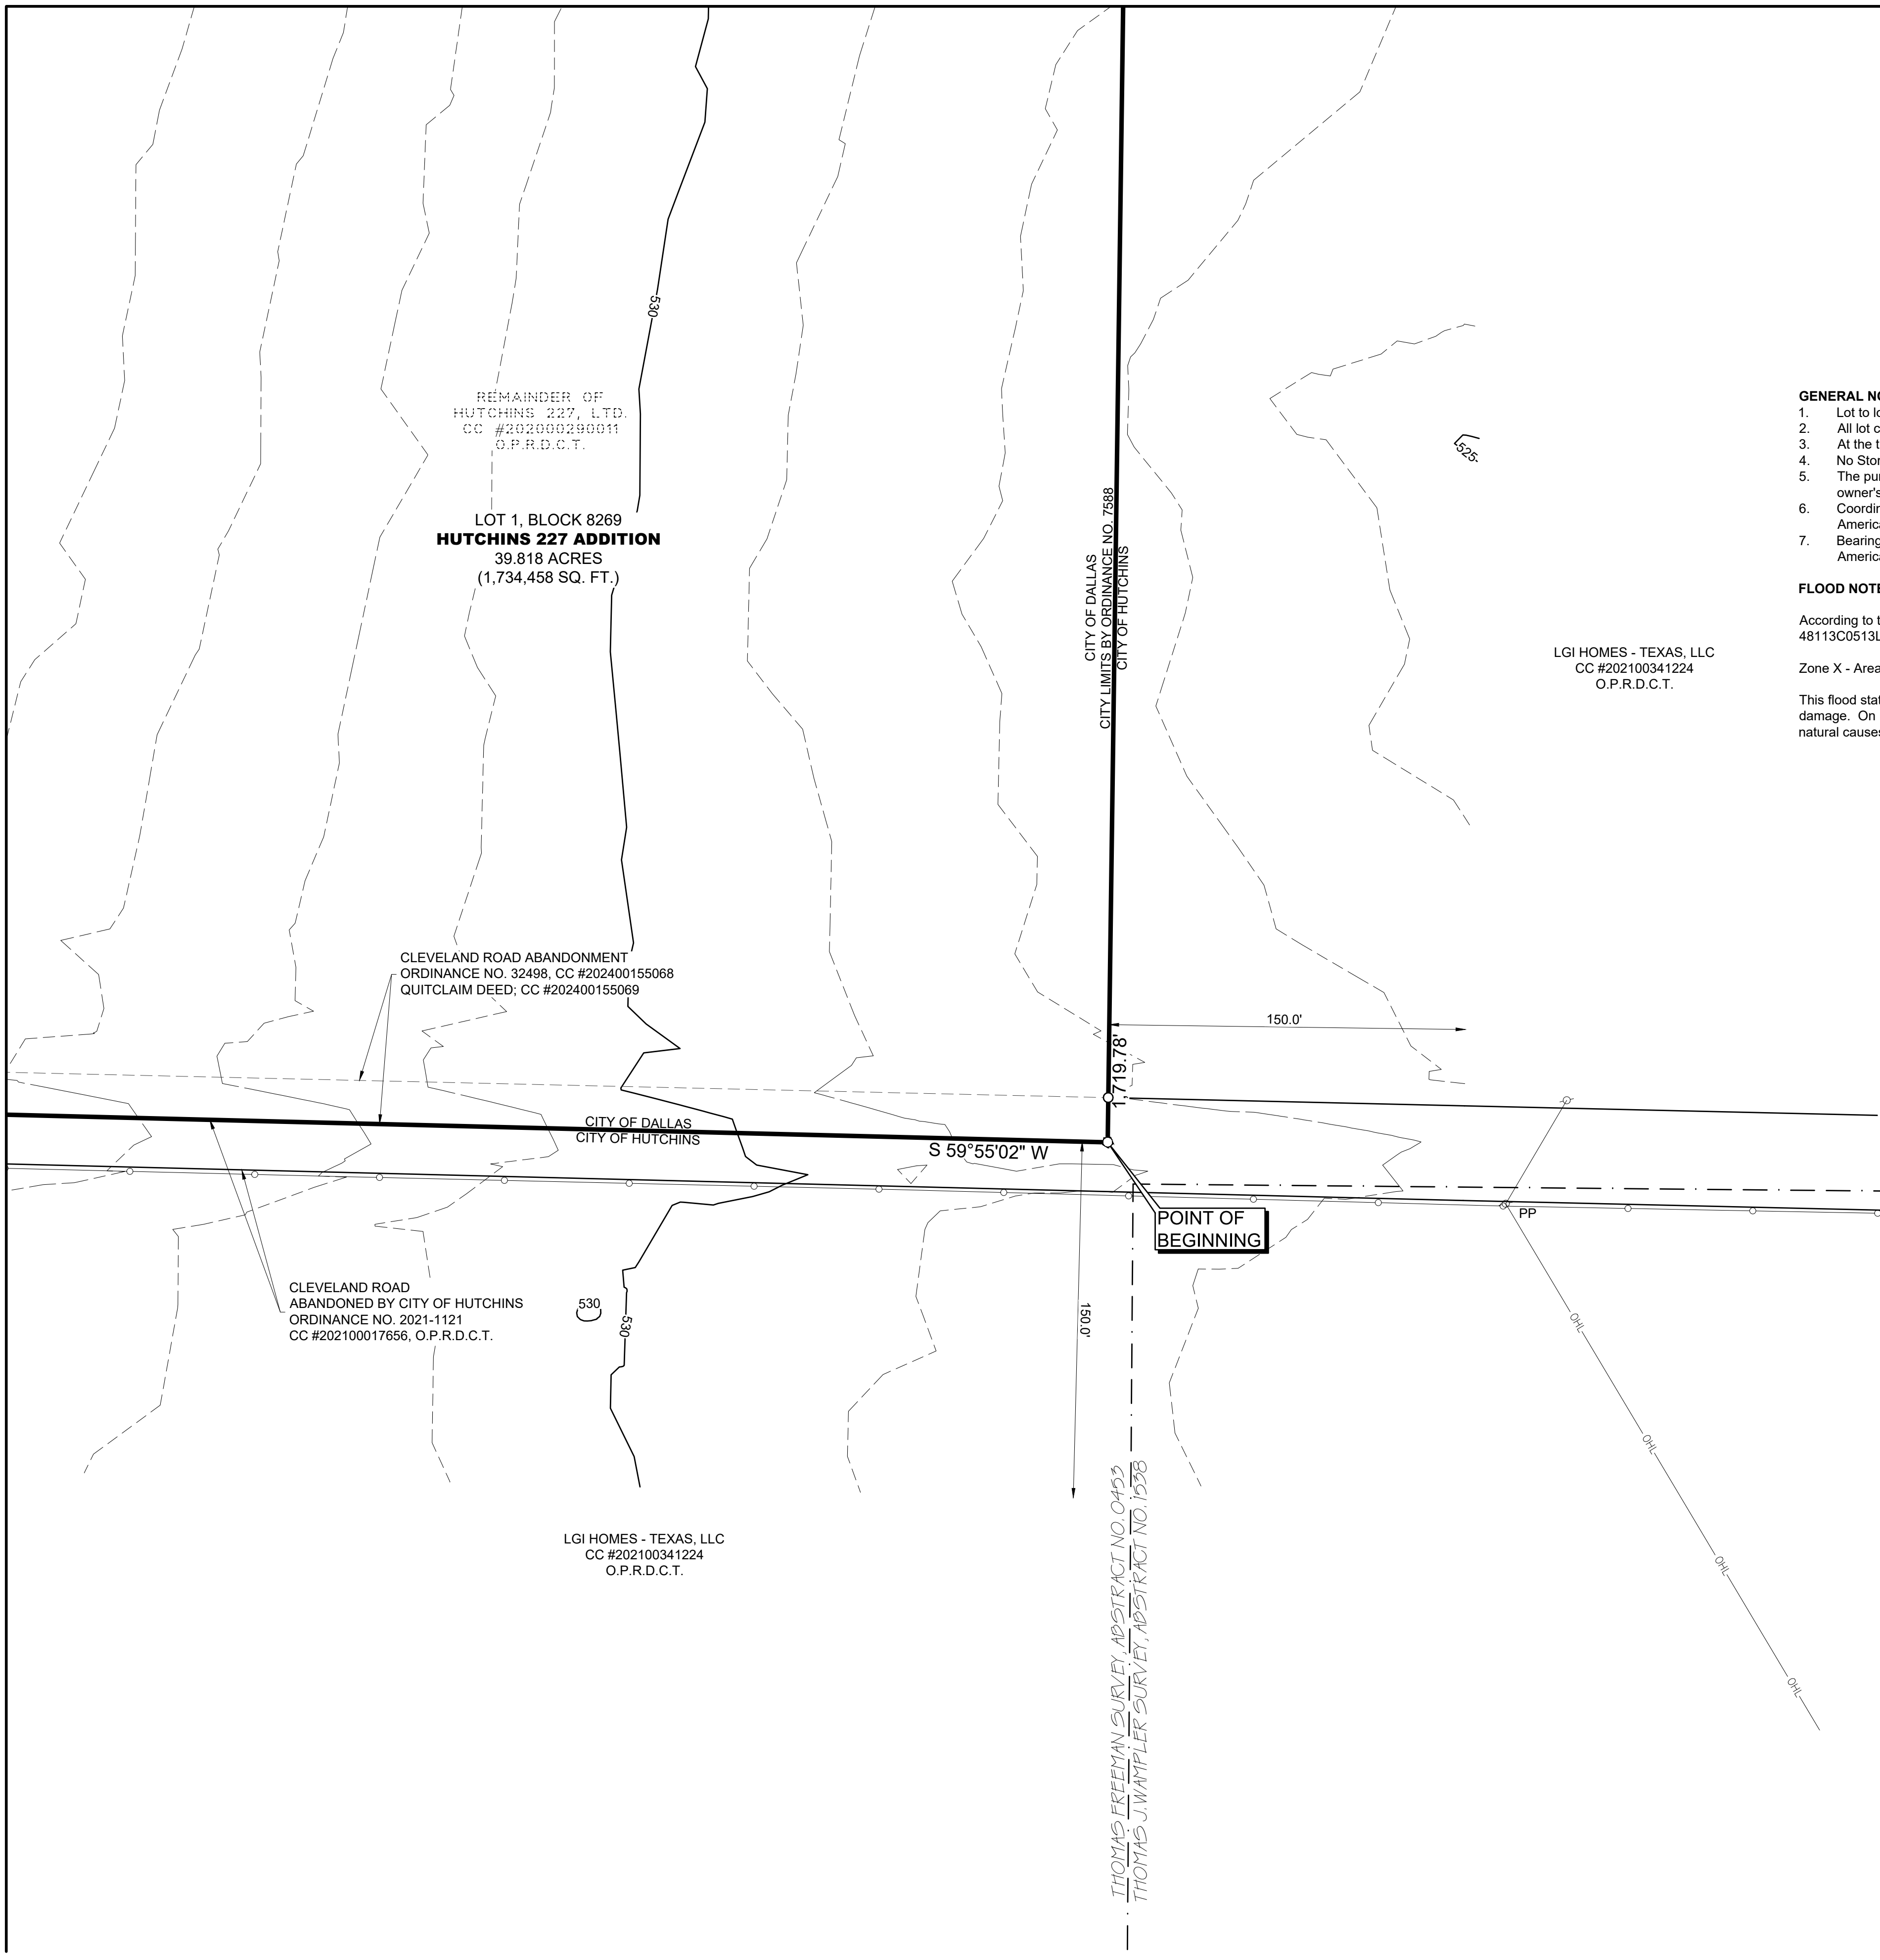 530
REMAINDER OF
HUTCHINS 227, LTD.
CC #202000290011
O.P.R.D.C.T.
LOT 1, BLOCK 8269
HUTCHINS 227 ADDITION
39.818 ACRES
(1,734,458 SQ. FT.)
CITY OF DALLAS
CITY LIMITS BY ORDINANCE NO. 7588
CITY OF HUTCHINS
525
GENERAL NO
1. Lot to lo
2. All lot c
3. At the t
4. No Stor
5. The pur
owner's
6. Coordin
America
7. Bearing
America
FLOOD NOTE
According to t
48113C0513L
Zone X - Area
This flood stat
damage. On
natural causes
LGI HOMES - TEXAS, LLC
CC #202100341224
O.P.R.D.C.T.
CLEVELAND ROAD ABANDONMENT
ORDINANCE NO. 32498, CC #202400155068
QUITCLAIM DEED; CC #202400155069
150.0'
1,719.78'
CITY OF DALLAS
CITY OF HUTCHINS
S 59°55'02" W
POINT OF
BEGINNING
PP
CLEVELAND ROAD
ABANDONED BY CITY OF HUTCHINS
ORDINANCE NO. 2021-1121
CC #202100017656, O.P.R.D.C.T.
530
530
150.0'
OHL
OHL
OHL
OHL
LGI HOMES - TEXAS, LLC
CC #202100341224
O.P.R.D.C.T.
THOMAS FREEMAN SURVEY, ABSTRACT NO. 0453
THOMAS J. WAMPLER SURVEY, ABSTRACT NO. 1538